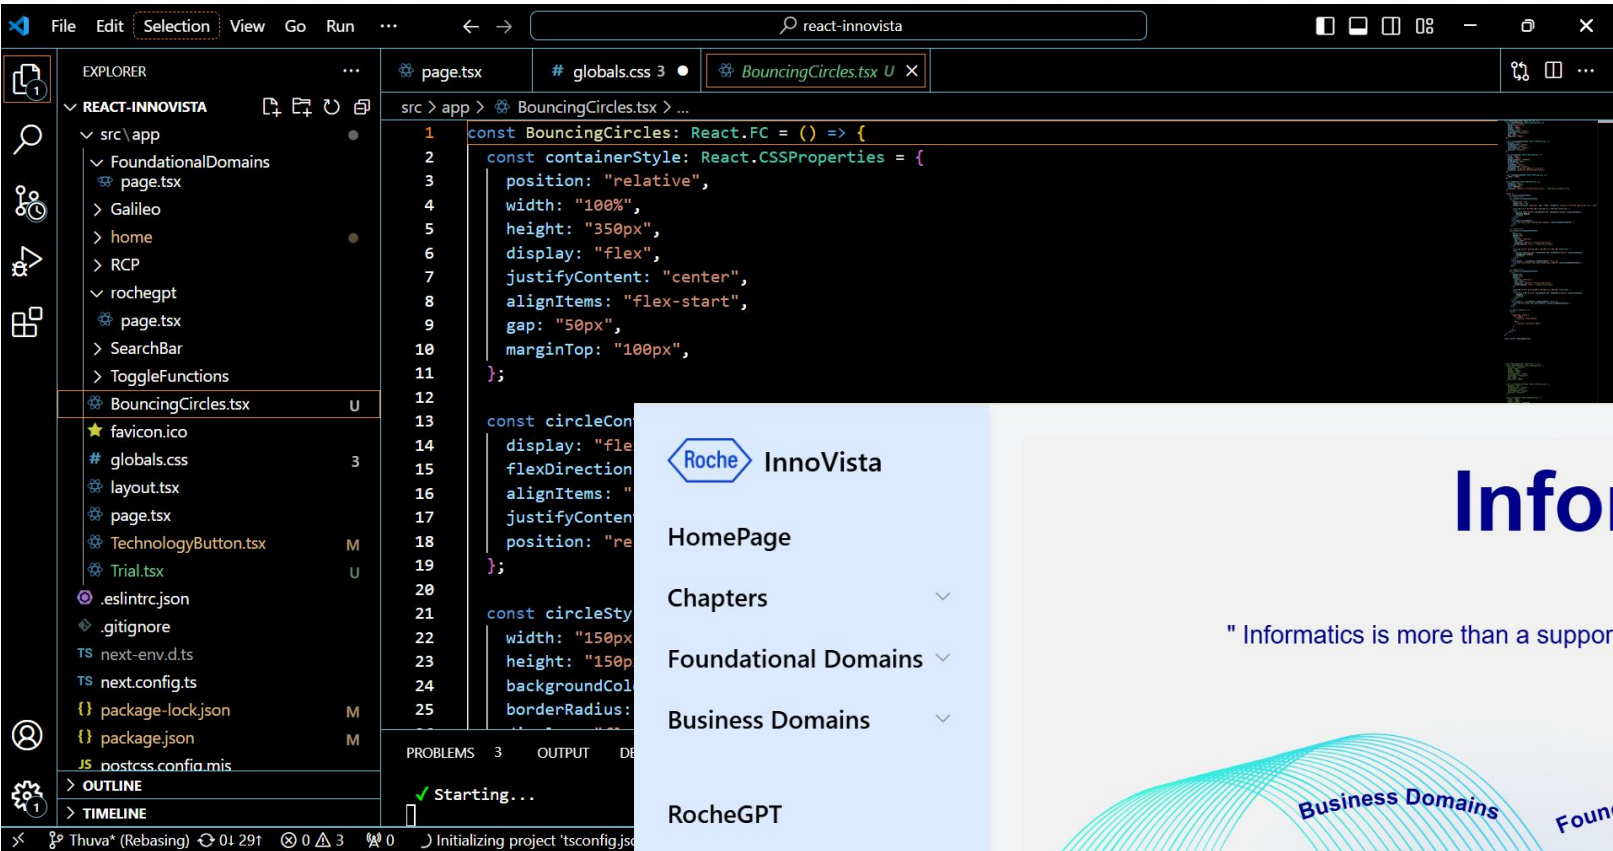 File Edit Selection View Go Run ... react-innovista
EXPLORER ...
REACT-INNOVISTA
src\app
FoundationalDomains
page.tsx
Galileo
home
RCP
rochegpt
page.tsx
SearchBar
ToggleFunctions
BouncingCircles.tsx U
favicon.ico
# globals.css 3
layout.tsx
page.tsx
TechnologyButton.tsx M
Trial.tsx U
.eslintrc.json
.gitignore
TS next-env.d.ts
TS next.config.ts
{} package-lock.json M
{} package.json M
JS postcss.config.mjs
OUTLINE
TIMELINE
1
1
page.tsx # globals.css 3 BouncingCircles.tsx U
src > app > BouncingCircles.tsx > ...
1 const BouncingCircles: React.FC = () => {
2 const containerStyle: React.CSSProperties = {
3 position: "relative",
4 width: "100%",
5 height: "350px",
6 display: "flex",
7 justifyContent: "center",
8 alignItems: "flex-start",
9 gap: "50px",
10 marginTop: "100px",
11 };
12
13 const circleCon
14 display: "fle
15 flexDirection
16 alignItems: "
17 justifyConten
18 position: "re
19 };
20
21 const circleSty
22 width: "150px
23 height: "150p
24 backgroundCol
25 borderRadius:
PROBLEMS 3 OUTPUT DE
✓ Starting...
Thuva* (Rebasing) 0↓ 29↑ 0 3 0 Initializing project 'tsconfig.jso
Roche InnoVista
HomePage
Chapters
Foundational Domains
Business Domains
RocheGPT
Infor
" Informatics is more than a suppor
Business Domains
Foun